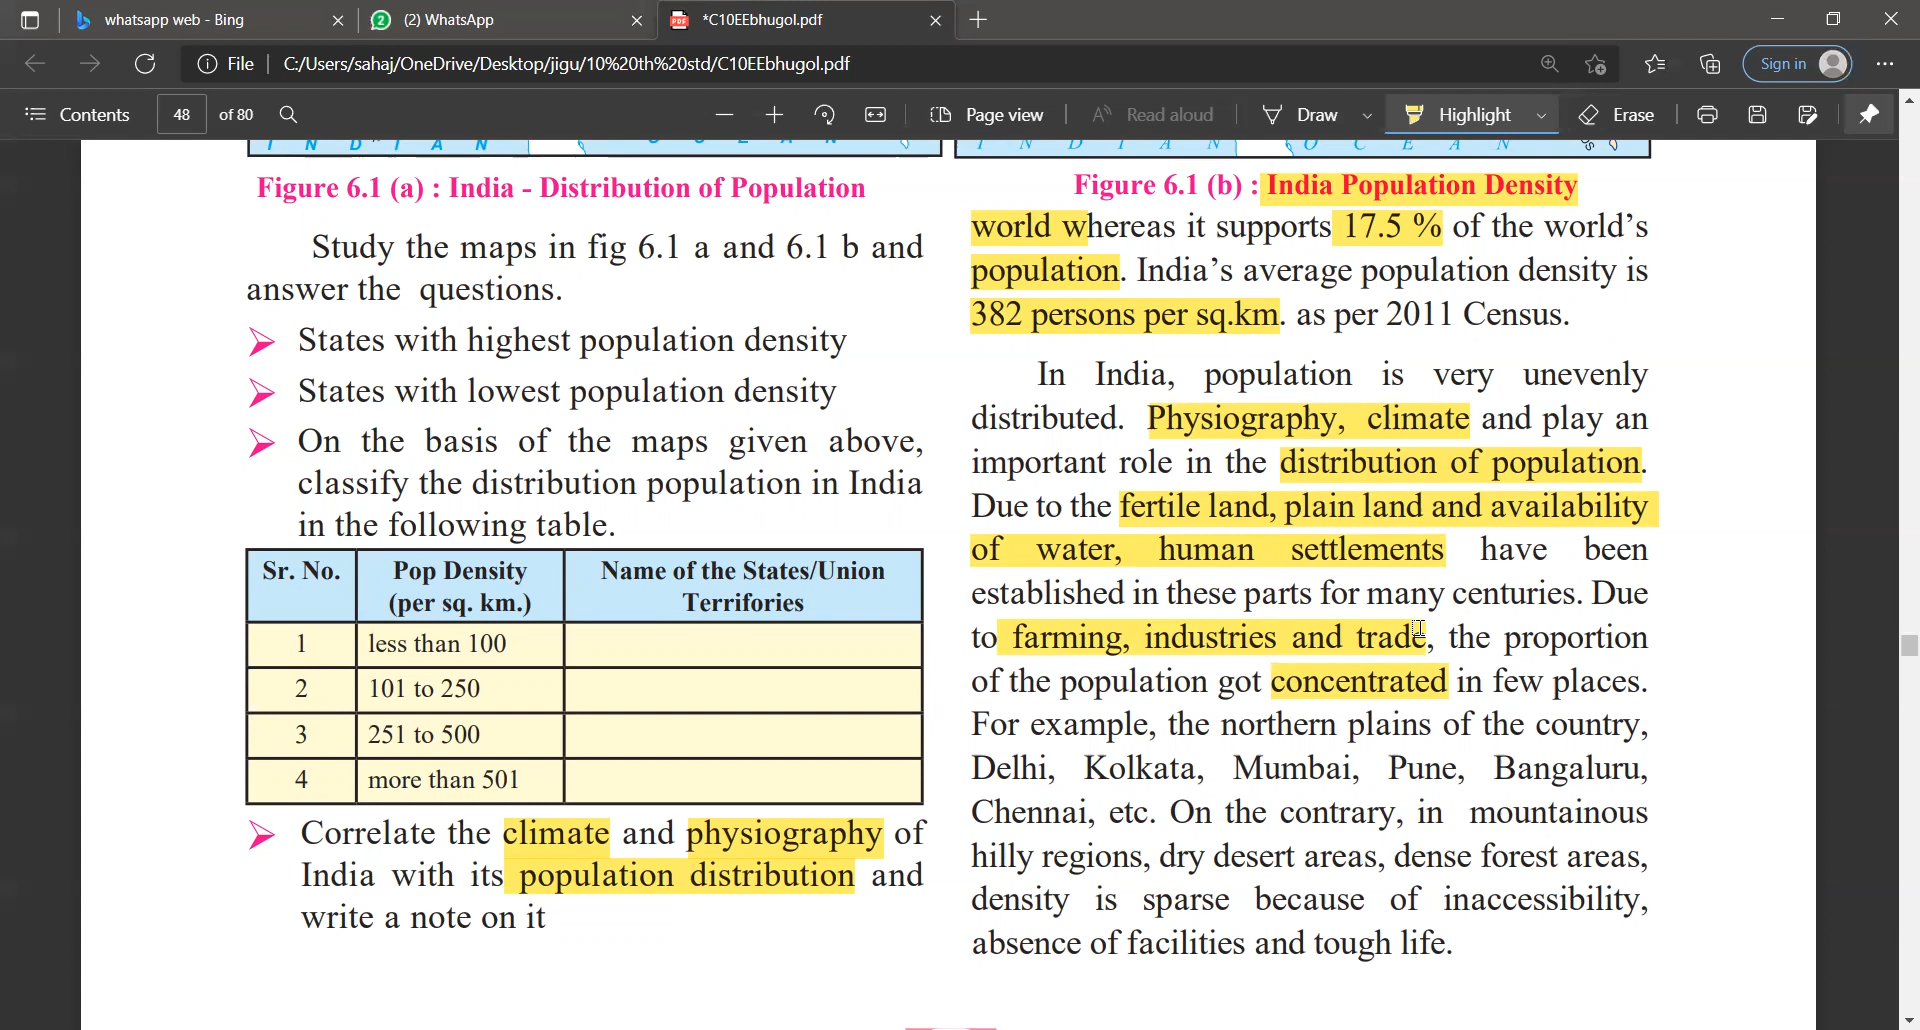 whatsapp web - Bing
(2) WhatsApp
*C10EEbhugol.pdf
File
C:/Users/sahaj/OneDrive/Desktop/jigu/10%20th%20std/C10EEbhugol.pdf
Sign in
Contents
48
of 80
Page view
Read aloud
Draw
Highlight
Erase
I N D I A N
O C E A N
I N D I A N
O C E A N
Figure 6.1 (a) : India - Distribution of Population
Study the maps in fig 6.1 a and 6.1 b and
answer the questions.
States with highest population density
States with lowest population density
On the basis of the maps given above,
classify the distribution population in India
in the following table.
Sr. No.
Pop Density
(per sq. km.)
Name of the States/Union
Terrifories
1 less than 100
2 101 to 250
3 251 to 500
4 more than 501
Correlate the climate and physiography of
India with its population distribution and
write a note on it
Figure 6.1 (b) : India Population Density
world whereas it supports 17.5 % of the world's
population. India's average population density is
382 persons per sq.km. as per 2011 Census.
In India, population is very unevenly
distributed. Physiography, climate and play an
important role in the distribution of population.
Due to the fertile land, plain land and availability
of water, human settlements have been
established in these parts for many centuries. Due
to farming, industries and trade, the proportion
of the population got concentrated in few places.
For example, the northern plains of the country,
Delhi, Kolkata, Mumbai, Pune, Bangaluru,
Chennai, etc. On the contrary, in mountainous
hilly regions, dry desert areas, dense forest areas,
density is sparse because of inaccessibility,
absence of facilities and tough life.